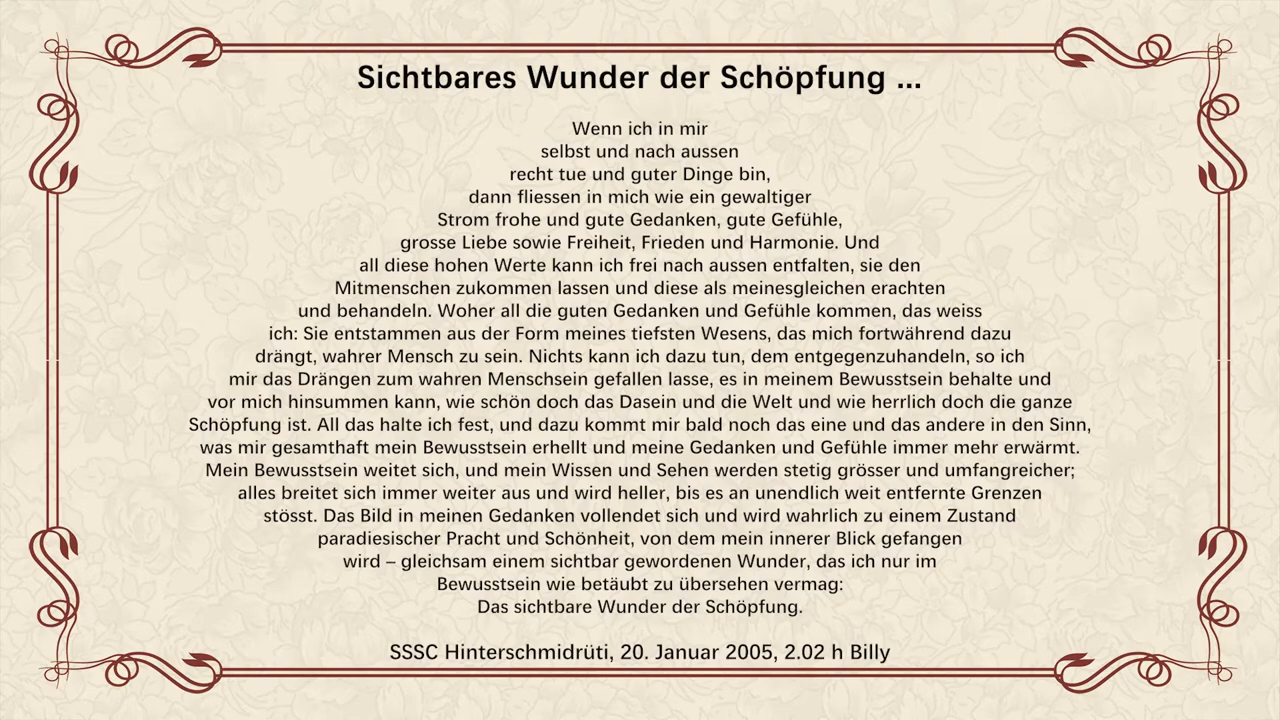 Sichtbares Wunder der Schöpfung ...
Wenn ich in mir
selbst und nach aussen
recht tue und guter Dinge bin,
dann fliessen in mich wie ein gewaltiger
Strom frohe und gute Gedanken, gute Gefühle,
grosse Liebe sowie Freiheit, Frieden und Harmonie. Und
all diese hohen Werte kann ich frei nach aussen entfalten, sie den
Mitmenschen zukommen lassen und diese als meinesgleichen erachten
und behandeln. Woher all die guten Gedanken und Gefühle kommen, das weiss
ich: Sie entstammen aus der Form meines tiefsten Wesens, das mich fortwährend dazu
drängt, wahrer Mensch zu sein. Nichts kann ich dazu tun, dem entgegenzuhandeln, so ich
mir das Drängen zum wahren Menschsein gefallen lasse, es in meinem Bewusstsein behalte und
vor mich hinsummen kann, wie schön doch das Dasein und die Welt und wie herrlich doch die ganze
Schöpfung ist. All das halte ich fest, und dazu kommt mir bald noch das eine und das andere in den Sinn,
was mir gesamthaft mein Bewusstsein erhellt und meine Gedanken und Gefühle immer mehr erwärmt.
Mein Bewusstsein weitet sich, und mein Wissen und Sehen werden stetig grösser und umfangreicher;
alles breitet sich immer weiter aus und wird heller, bis es an unendlich weit entfernte Grenzen
stösst. Das Bild in meinen Gedanken vollendet sich und wird wahrlich zu einem Zustand
paradiesischer Pracht und Schönheit, von dem mein innerer Blick gefangen
wird – gleichsam einem sichtbar gewordenen Wunder, das ich nur im
Bewusstsein wie betäubt zu übersehen vermag:
Das sichtbare Wunder der Schöpfung.
SSSC Hinterschmidrüti, 20. Januar 2005, 2.02 h Billy